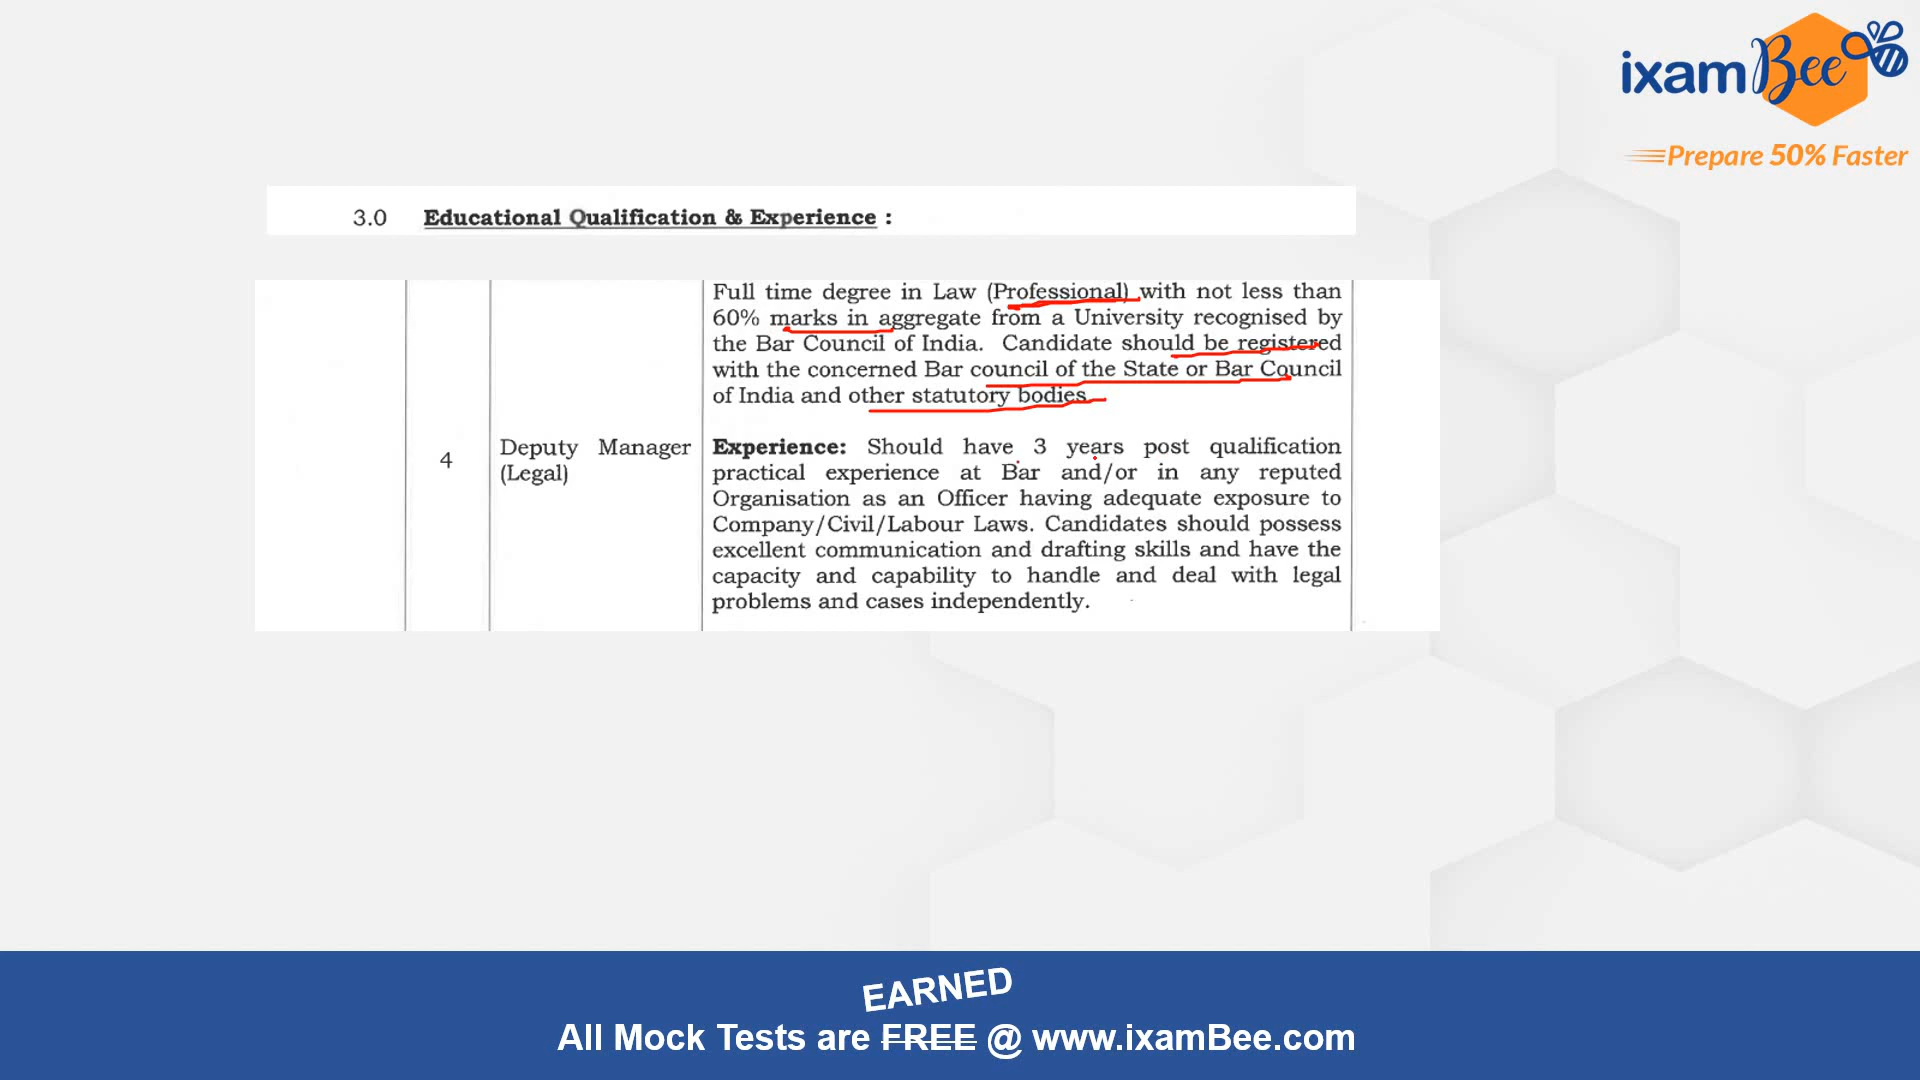 ixamBee
Prepare 50% Faster
3.0 Educational Qualification & Experience :
Full time degree in Law (Professional) with not less than
60% marks in aggregate from a University recognised by
the Bar Council of India. Candidate should be registered
with the concerned Bar council of the State or Bar Council
of India and other statutory bodies.
4 Deputy Manager
(Legal)
Experience: Should have 3 years post qualification
practical experience at Bar and/or in any reputed
Organisation as an Officer having adequate exposure to
Company/Civil/Labour Laws. Candidates should possess
excellent communication and drafting skills and have the
capacity and capability to handle and deal with legal
problems and cases independently.
EARNED
All Mock Tests are FREE @ www.ixamBee.com